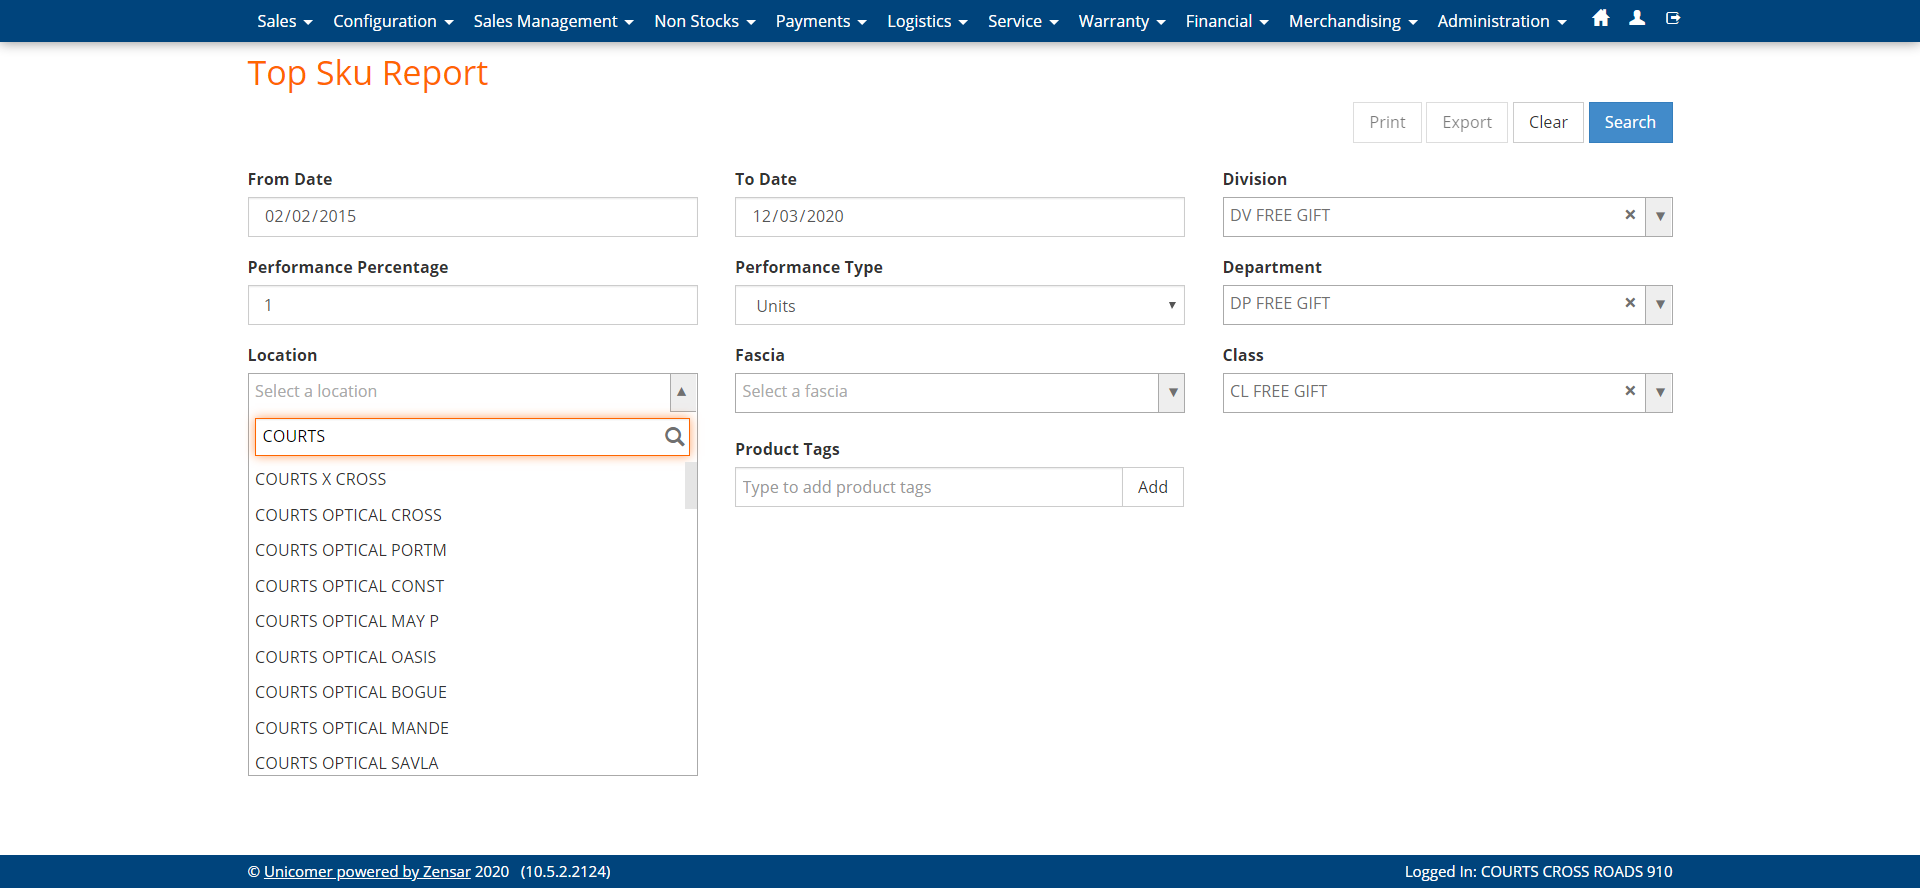 Sales Configuration Sales Management Non Stocks Payments Logistics Service Warranty Financial Merchandising Administration
Top Sku Report
Print Export Clear Search
From Date To Date Division
02/02/2015 12/03/2020 DV FREE GIFT
Performance Percentage Performance Type Department
1 Units DP FREE GIFT
Location Fascia Class
Select a location Select a fascia CL FREE GIFT
COURTS
Product Tags
COURTS X CROSS
Type to add product tags Add
COURTS OPTICAL CROSS
COURTS OPTICAL PORTM
COURTS OPTICAL CONST
COURTS OPTICAL MAY P
COURTS OPTICAL OASIS
COURTS OPTICAL BOGUE
COURTS OPTICAL MANDE
COURTS OPTICAL SAVLA
© Unicomer powered by Zensar 2020 (10.5.2.2124) Logged In: COURTS CROSS ROADS 910